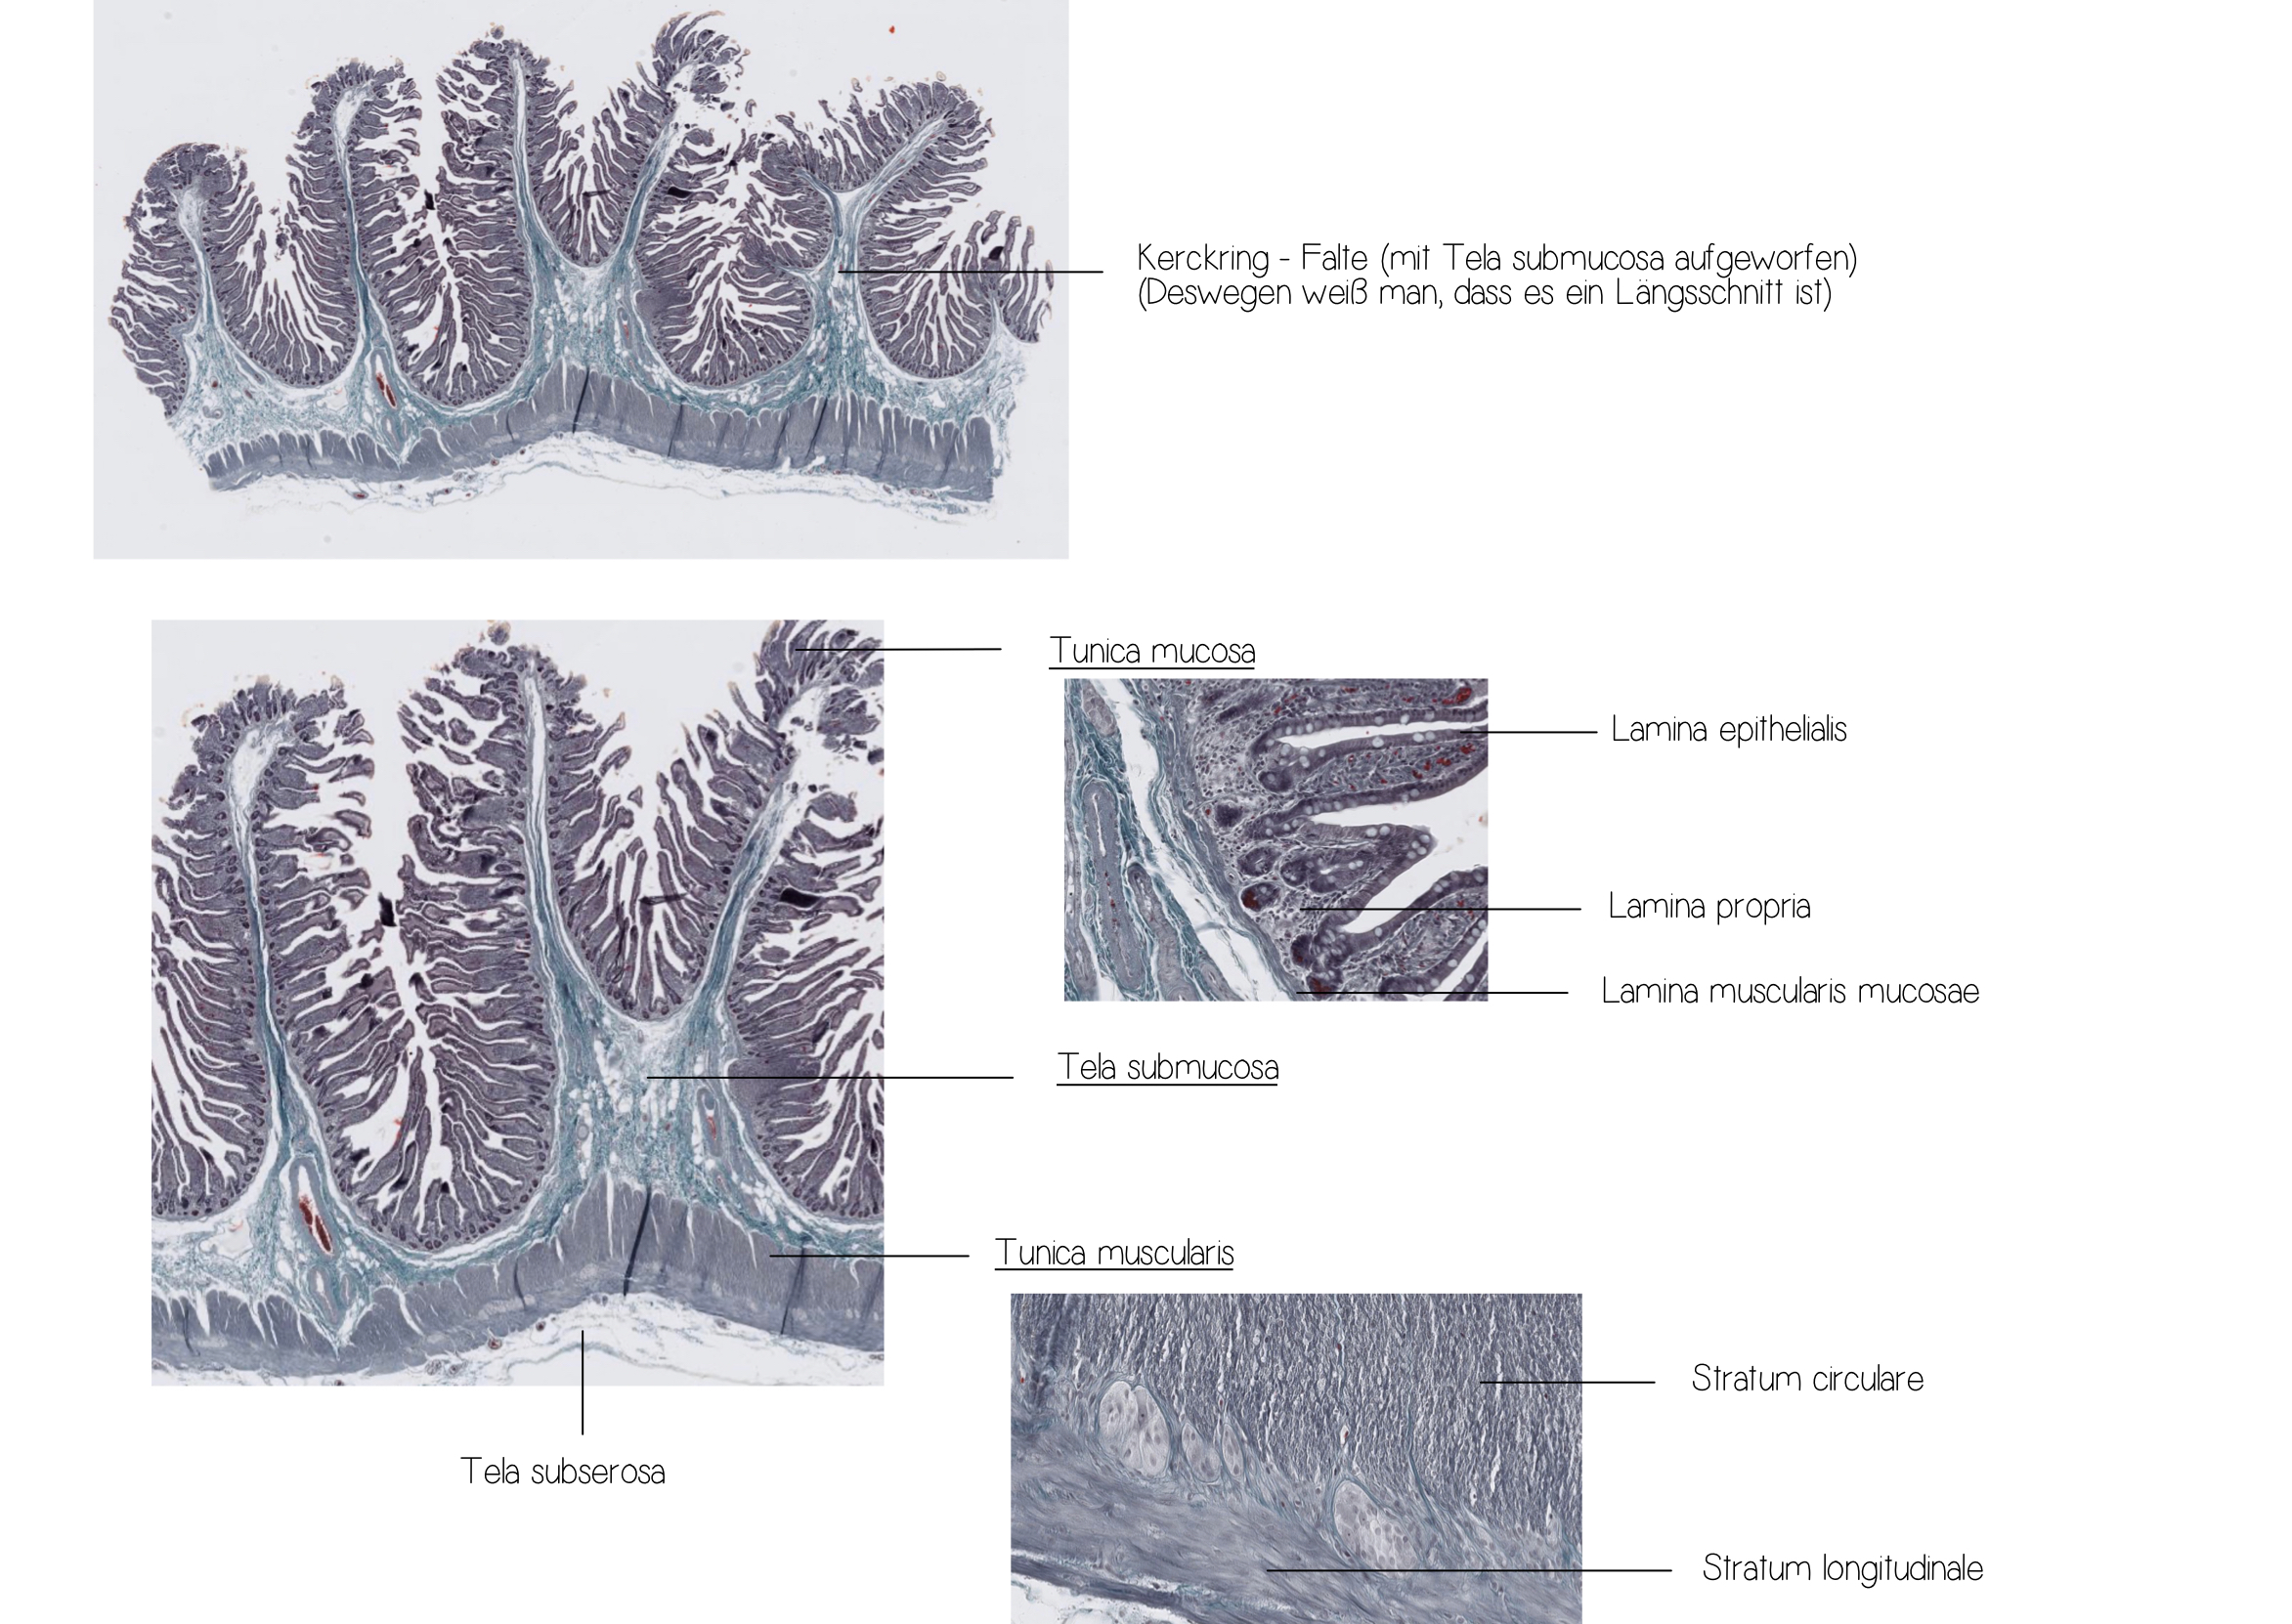 Kerckring - Falte (mit Tela submucosa aufgeworfen)
(Deswegen weiß man, dass es ein Längsschnitt ist)
Tunica mucosa
Lamina epithelialis
Lamina propria
Lamina muscularis mucosae
Tela submucosa
Tunica muscularis
Stratum circulare
Tela subserosa
Stratum longitudinale